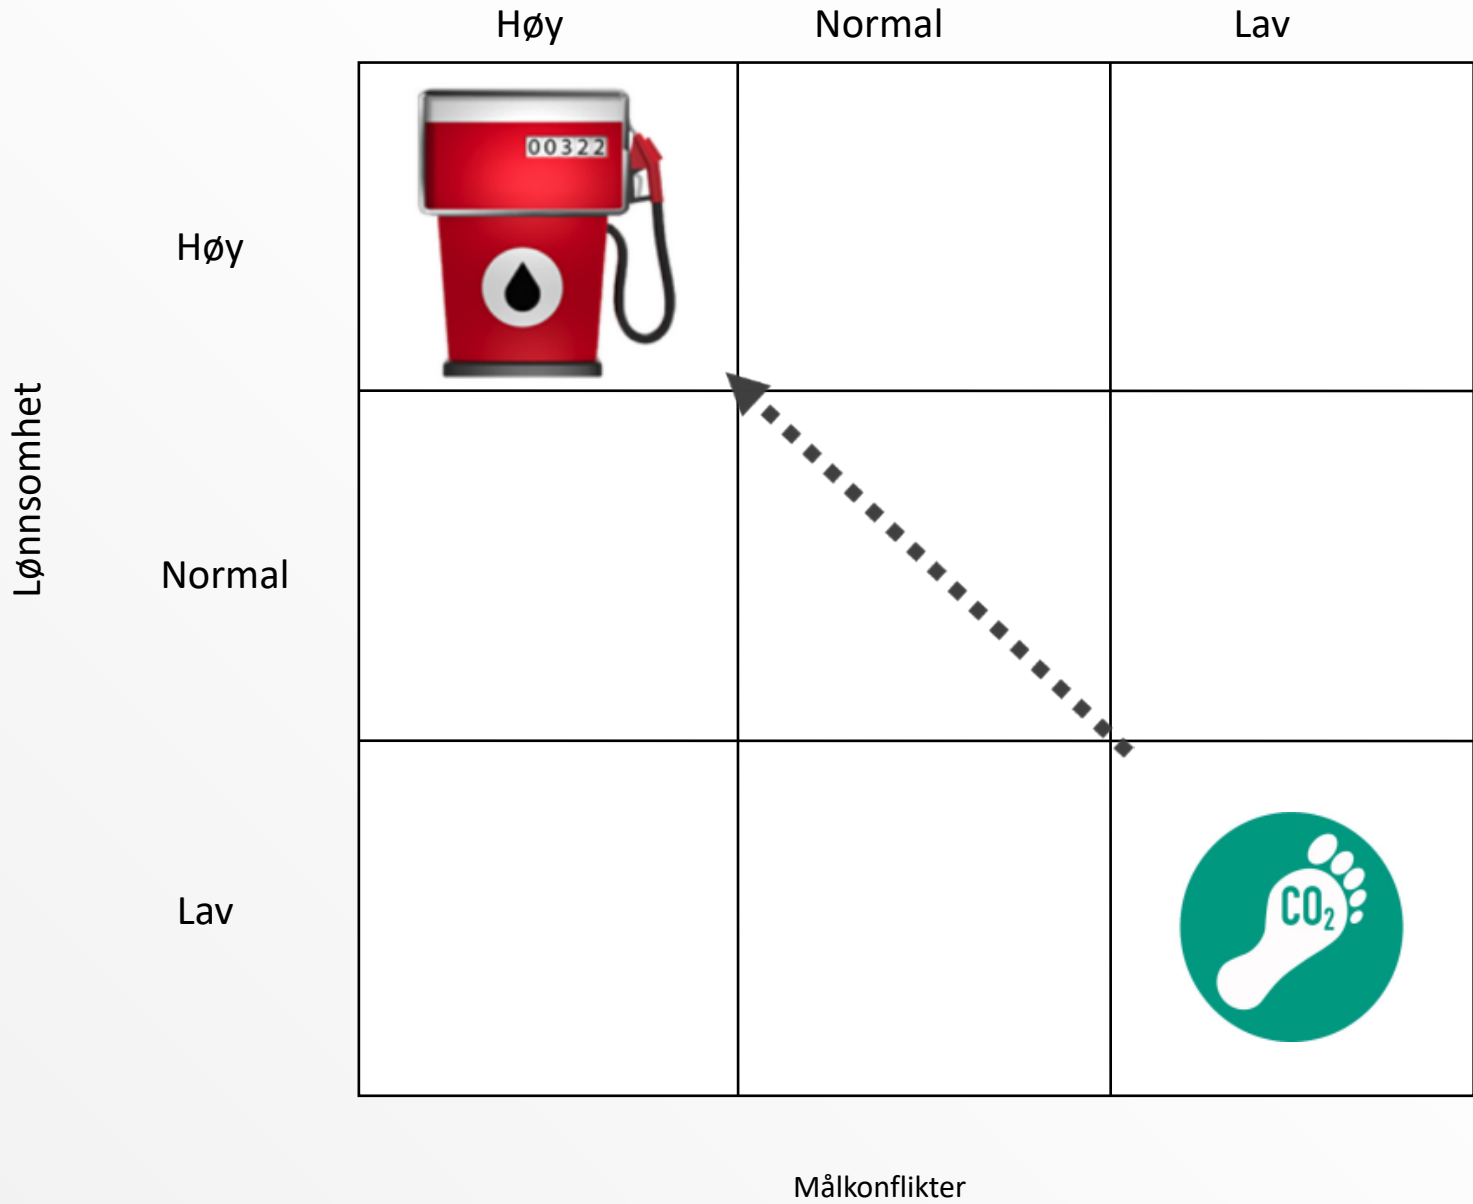 Høy Normal Lav
00322
Høy
Lønnsomhet
Normal
Lav
CO₂
Målkonflikter